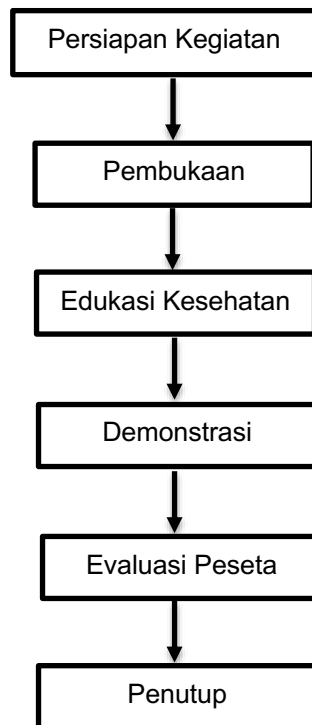 Persiapan Kegiatan
Pembukaan
Edukasi Kesehatan
Demonstrasi
Evaluasi Peseta
Penutup